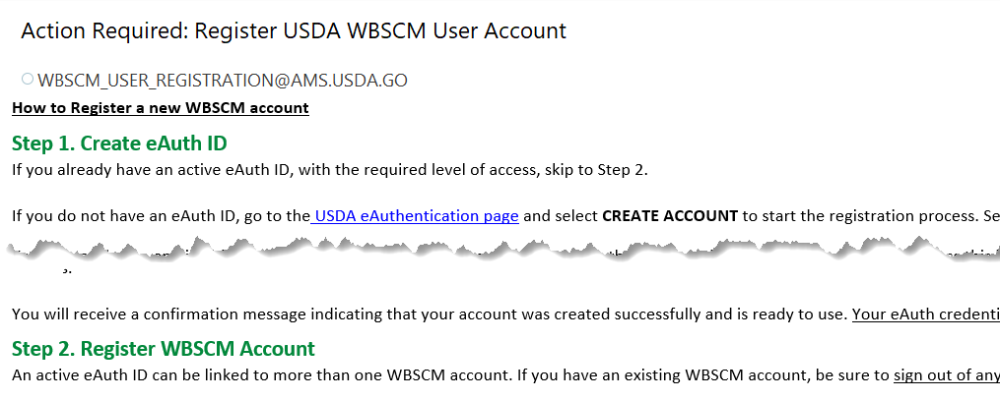 Action Required: Register USDA WBSCM User Account
WBSCM_USER_REGISTRATION@AMS.USDA.GO
How to Register a new WBSCM account
Step 1. Create eAuth ID
If you already have an active eAuth ID, with the required level of access, skip to Step 2.
If you do not have an eAuth ID, go to the USDA eAuthentication page and select CREATE ACCOUNT to start the registration process. Se
You will receive a confirmation message indicating that your account was created successfully and is ready to use. Your eAuth credenti
Step 2. Register WBSCM Account
An active eAuth ID can be linked to more than one WBSCM account. If you have an existing WBSCM account, be sure to sign out of any